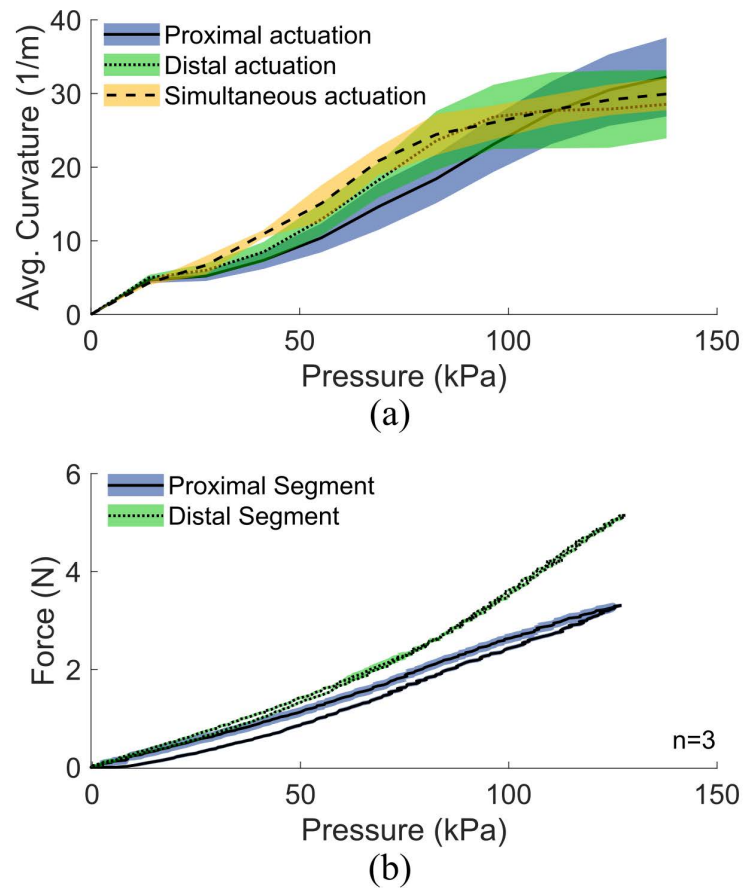 40
30
20
10
0
Avg. Curvature (1/m)
Proximal actuation
Distal actuation
Simultaneous actuation
0
50
100
150
Pressure (kPa)
(a)
6
4
2
0
Force (N)
Proximal Segment
Distal Segment
n=3
0
50
100
150
Pressure (kPa)
(b)